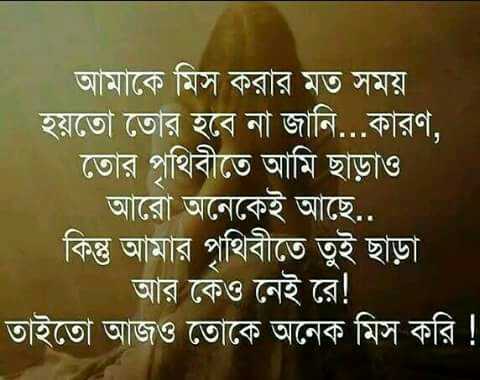 আমাকে মিস করার মত সময়
হয়তো তোর হবে না জানি...কারণ,
তোর পৃথিবীতে আমি ছাড়াও
আরো অনেকেই আছে..
কিন্তু আমার পৃথিবীতে তুই ছাড়া
আর কেও নেই রে!
তাইতো আজও তোকে অনেক মিস করি !